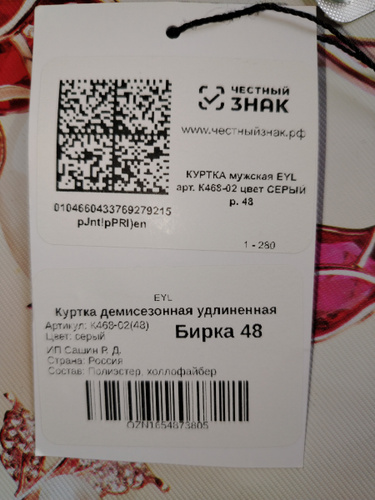 ЧЕСТНЫЙ
ЗНАК
www.честныйзнак.рф
КУРТКА мужская EYL
арт. К468-02 цвет СЕРЫЙ
р. 48
0104660433769279215
pJnt!pPRI)en
1 - 280
EYL
Куртка демисезонная удлиненная
Артикул: К468-02(48)
Цвет: серый
Бирка 48
ИП Сашин Р. Д.
Страна: Россия
Состав: Полиэстер, холлофайбер
OZN1654873805